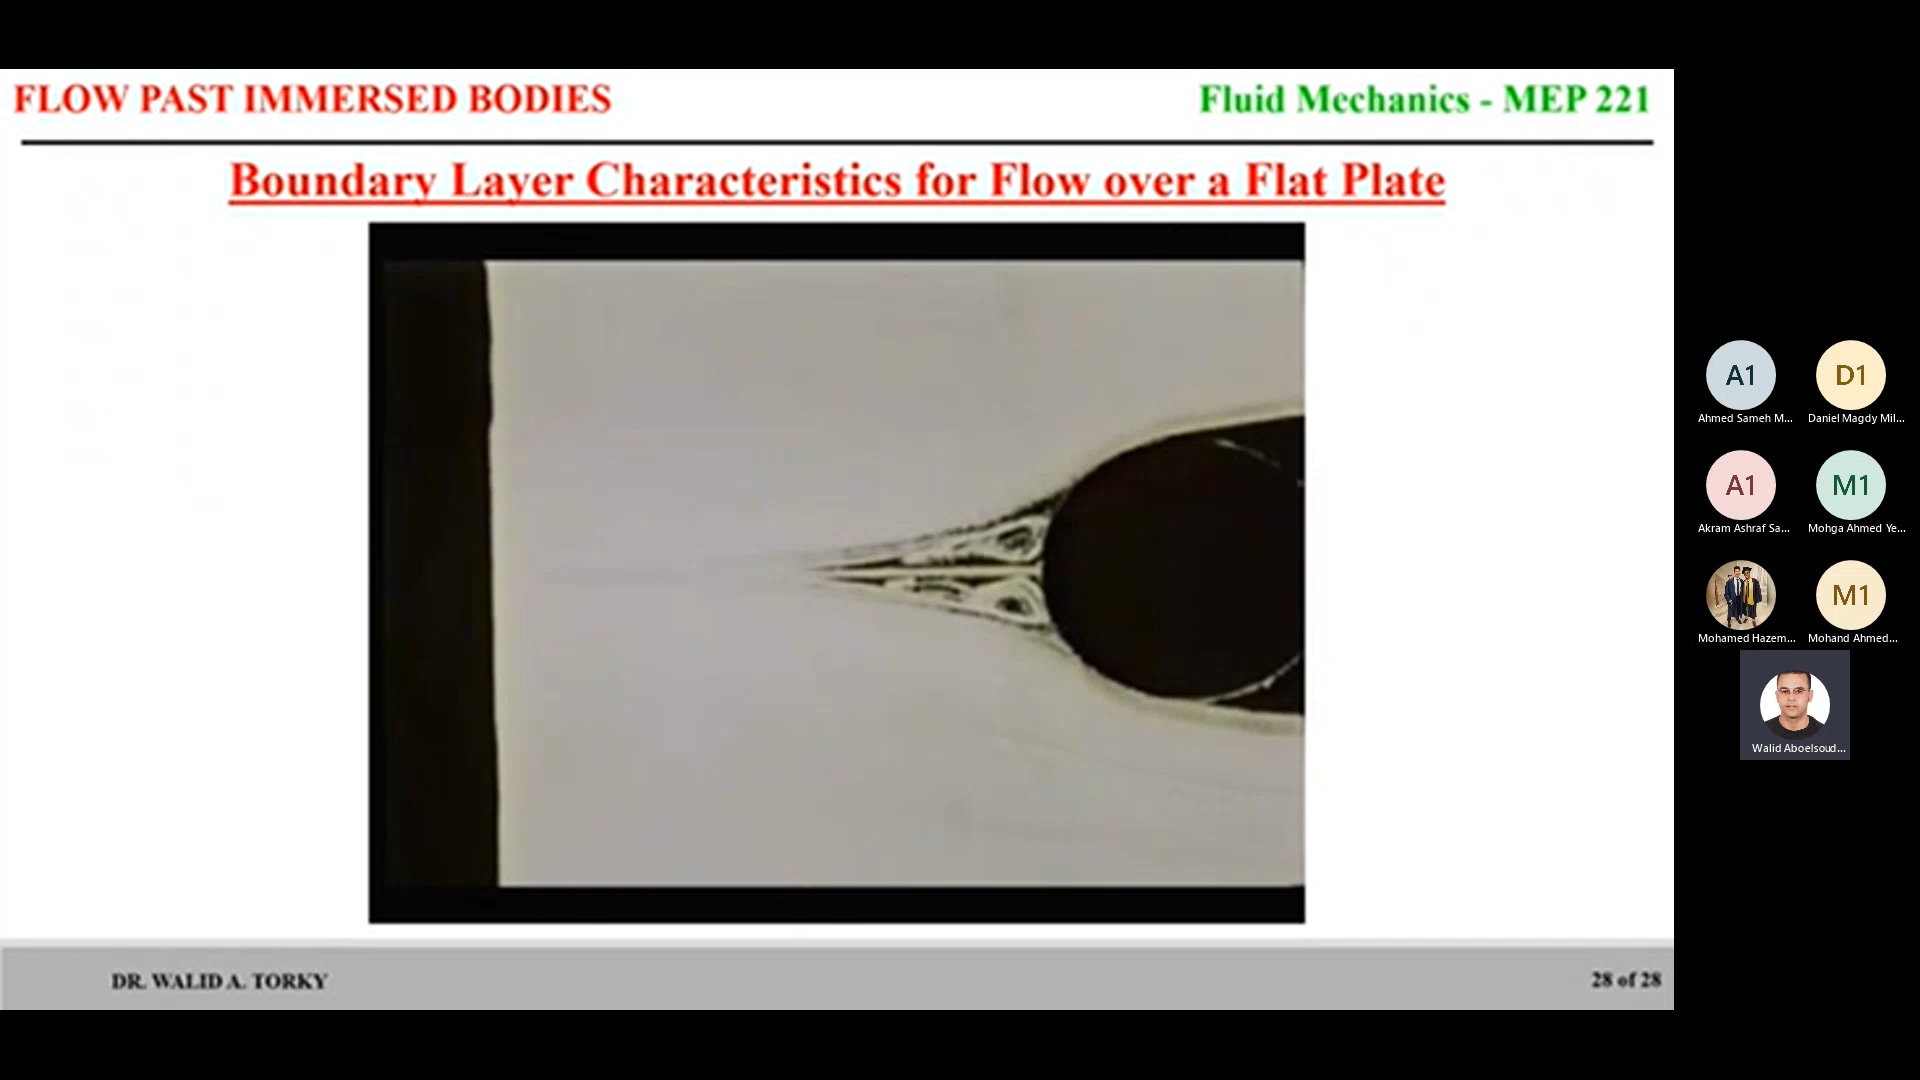 FLOW PAST IMMERSED BODIES
Fluid Mechanics - MEP 221
Boundary Layer Characteristics for Flow over a Flat Plate
A1
D1
Ahmed Sameh M...
Daniel Magdy Mil...
A1
M1
Akram Ashraf Sa...
Mohga Ahmed Ye...
M1
Mohamed Hazem...
Mohand Ahmed...
Walid Aboelsoud...
DR. WALID A. TORKY
28 of 28